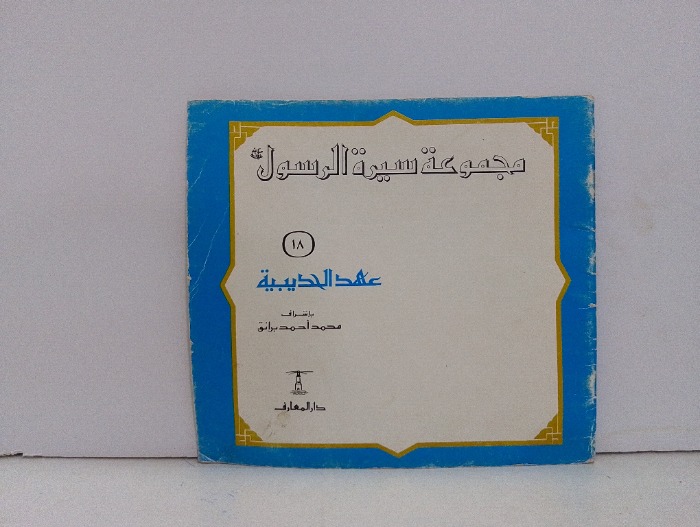 مجموعة سيرة الرسول ﷺ
١٨
عهد الحديبية
بإشراف
محمد أحمد برانق
دار المعارف